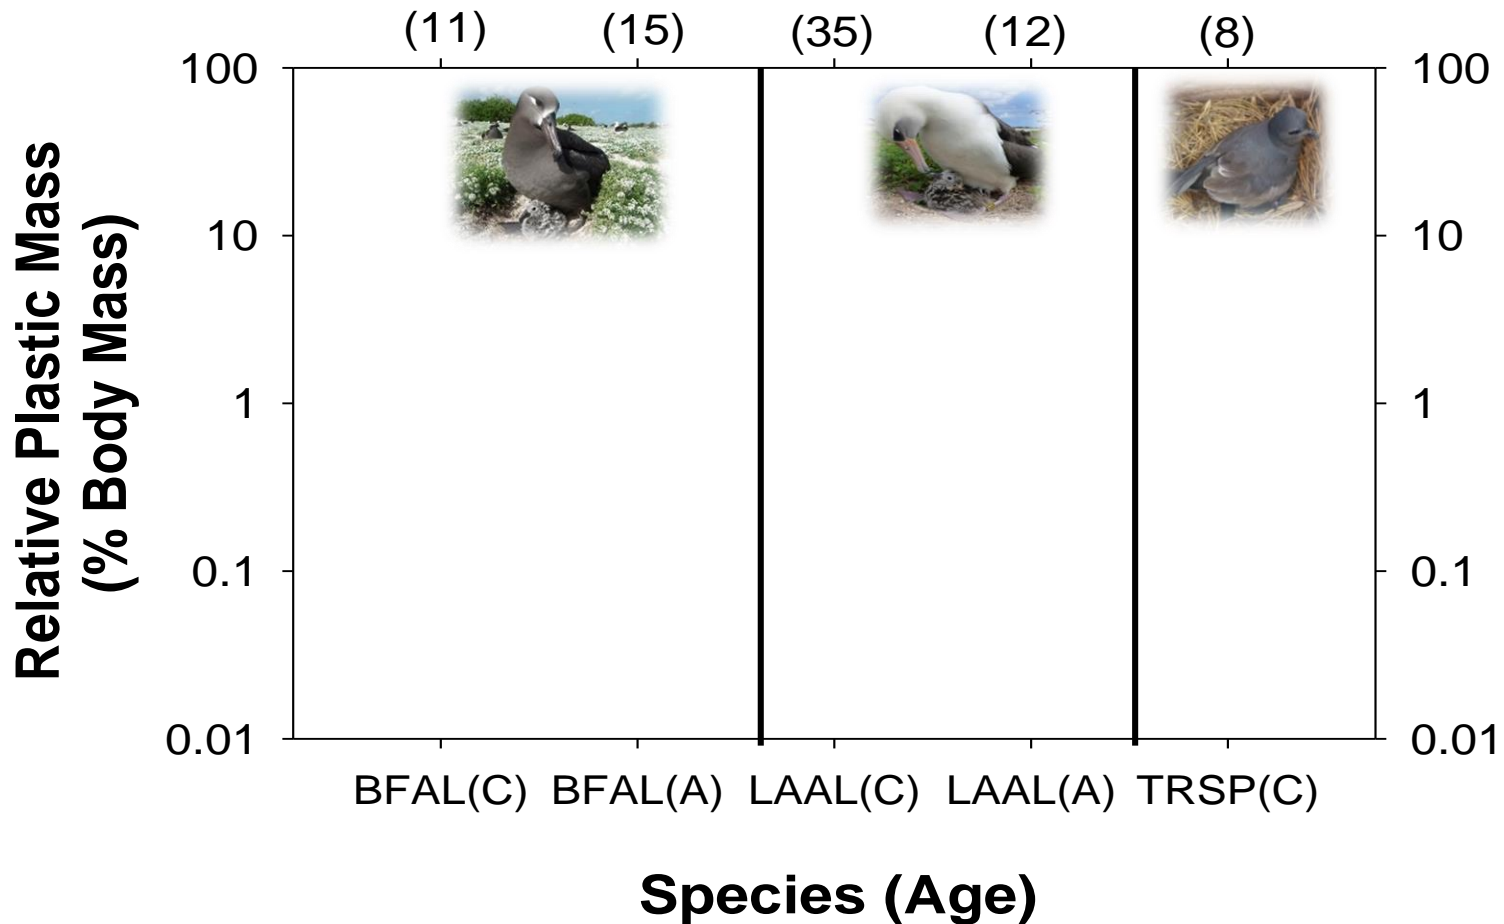 (11) (15) (35) (12) (8)
100 100
10 10
1 1
0.1 0.1
0.01 0.01
Relative Plastic Mass
(% Body Mass)
BFAL(C) BFAL(A) LAAL(C) LAAL(A) TRSP(C)
Species (Age)